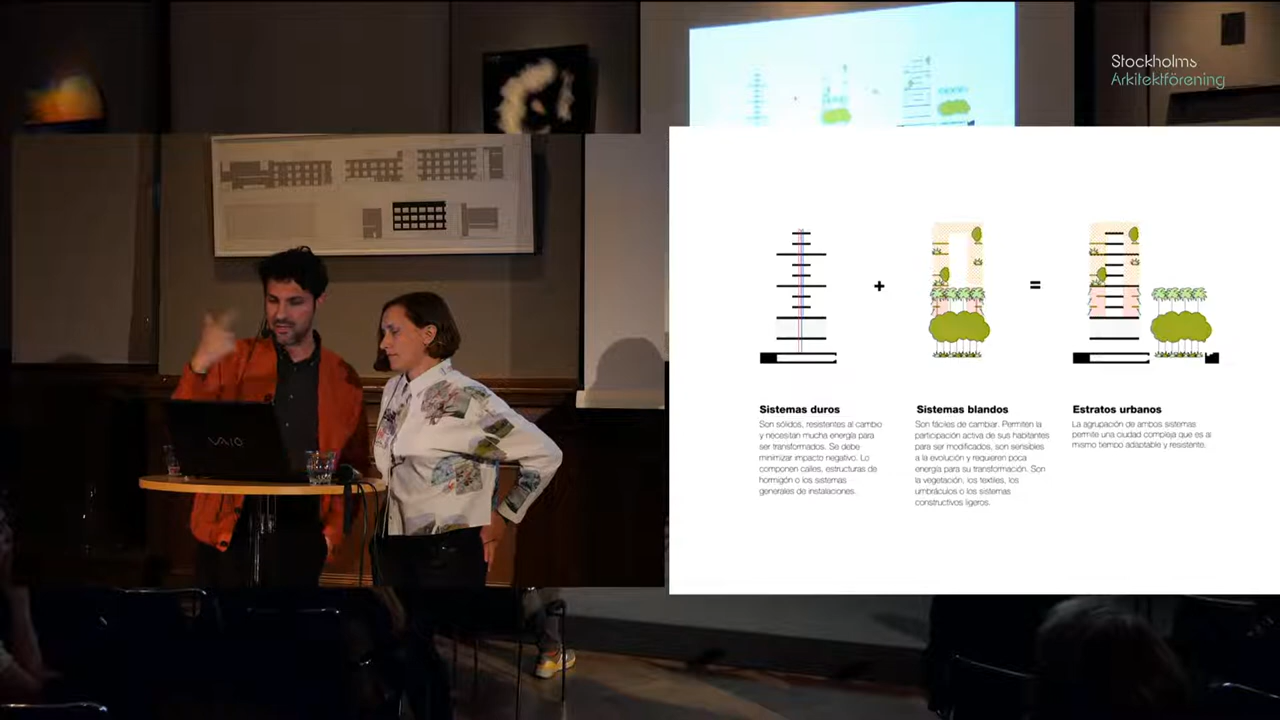 Stockholms
Arkitektförening
VAIO
+
=
Sistemas duros
Son sólidos, resistentes al cambo
y necesitan mucha energía para
ser transformados. Se debe
minimizar impacto negativo. Lo
componen calles, estructuras de
hormigón o los sistemas
generales de instalaciones.
Sistemas blandos
Son fáciles de cambiar. Permiten la
participación activa de sus habitantes
para ser modificados, son sensibles
a la evolución y requieren poca
energía para su transformación. Son
la vegetación, los textiles, los
umbráculos o los sistemas
constructivos ligeros.
Estratos urbanos
La agrupación de ambos sistemas
permite una ciudad compleja que es al
mismo tiempo adaptable y resistente.